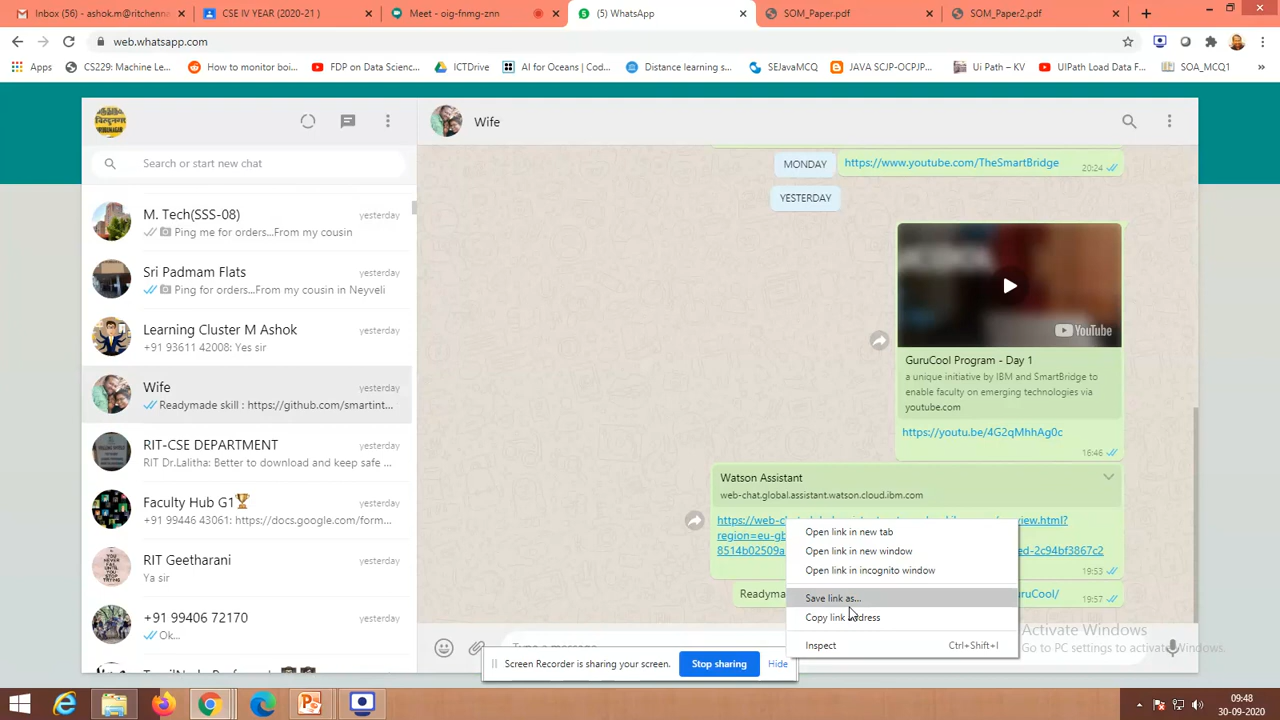 Inbox (56) - ashok.m@ritchenna
CSE IV YEAR (2020-21 )
Meet - oig-fnmg-znn
(5) WhatsApp
SOM_Paper.pdf
SOM_Paper2.pdf
web.whatsapp.com
Apps
CS229: Machine Le...
How to monitor boi...
FDP on Data Scienc...
ICTDrive
AI for Oceans | Cod...
Distance learning s...
SEJavaMCQ
JAVA SCJP-OCPJP...
Ui Path – KV
UIPath Load Data F...
SOA_MCQ1
Wife
Search or start new chat
M. Tech(SSS-08)
yesterday
Ping me for orders...From my cousin
Sri Padmam Flats
yesterday
Ping for orders...From my cousin in Neyveli
Learning Cluster M Ashok
yesterday
+91 93611 42008: Yes sir
Wife
yesterday
Readymade skill : https://github.com/smartint...
RIT-CSE DEPARTMENT
yesterday
RIT Dr.Lalitha: Better to download and keep safe ...
Faculty Hub G1
yesterday
+91 99446 43061: https://docs.google.com/form...
RIT Geetharani
yesterday
Ya sir
+91 99406 72170
yesterday
Ok...
MONDAY
https://www.youtube.com/TheSmartBridge
20:24
YESTERDAY
YouTube
GuruCool Program - Day 1
a unique initiative by IBM and SmartBridge to
enable faculty on emerging technologies via
youtube.com
https://youtu.be/4G2qMhhAg0c
16:46
Watson Assistant
web-chat.global.assistant.watson.cloud.ibm.com
https://web-c
view.html?
region=eu-gb
8514b02509a
ed-2c94bf3867c2
19:53
Readyma
uruCool/
19:57
Open link in new tab
Open link in new window
Open link in incognito window
Save link as...
Copy link address
Inspect
Ctrl+Shift+I
Screen Recorder is sharing your screen.
Stop sharing
Hide
Activate Windows
Go to PC settings to activate Windows.
09:48
30-09-2020